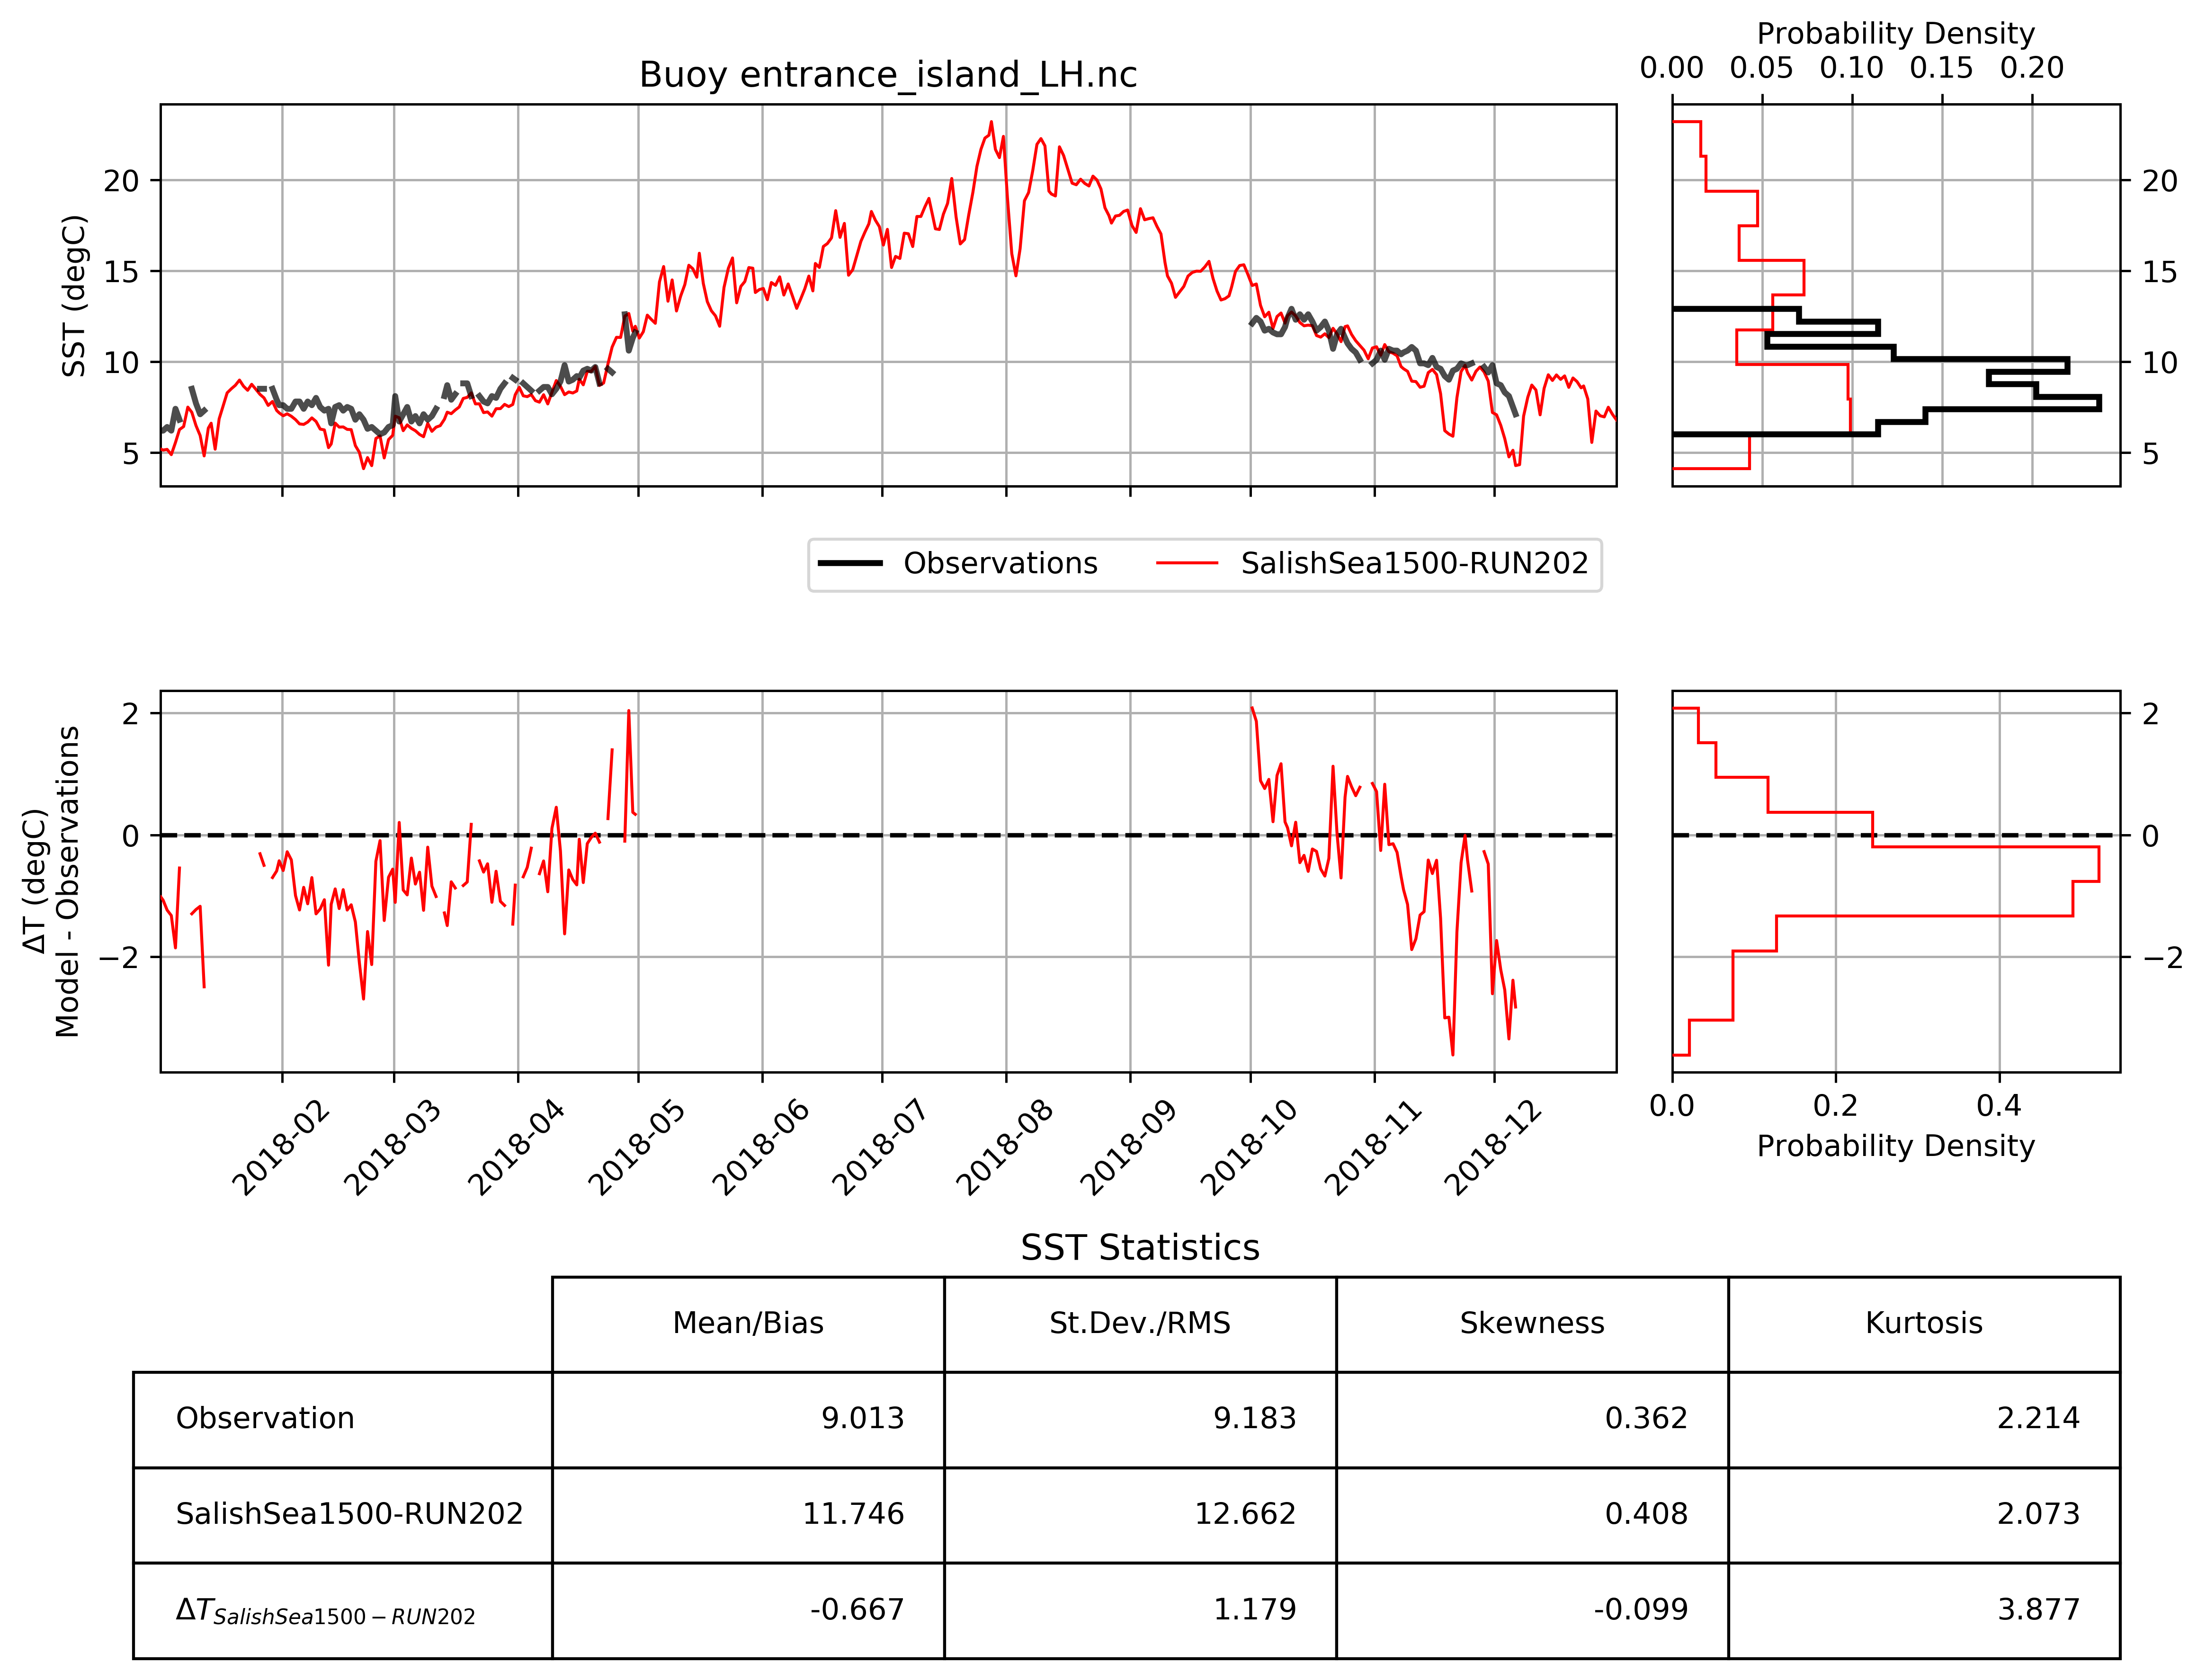 Probability Density
0.00 0.05 0.10 0.15 0.20
Buoy entrance_island_LH.nc
SST (degC)
20
15
10
5
20
15
10
5
Observations SalishSea1500-RUN202
ΔT (degC)
Model - Observations
2
0
−2
2
0
−2
2018-02 2018-03 2018-04 2018-05 2018-06 2018-07 2018-08 2018-09 2018-10 2018-11 2018-12
0.0 0.2 0.4
Probability Density
SST Statistics
Mean/Bias St.Dev./RMS Skewness Kurtosis
Observation 9.013 9.183 0.362 2.214
SalishSea1500-RUN202 11.746 12.662 0.408 2.073
ΔT SalishSea1500−RUN202 -0.667 1.179 -0.099 3.877